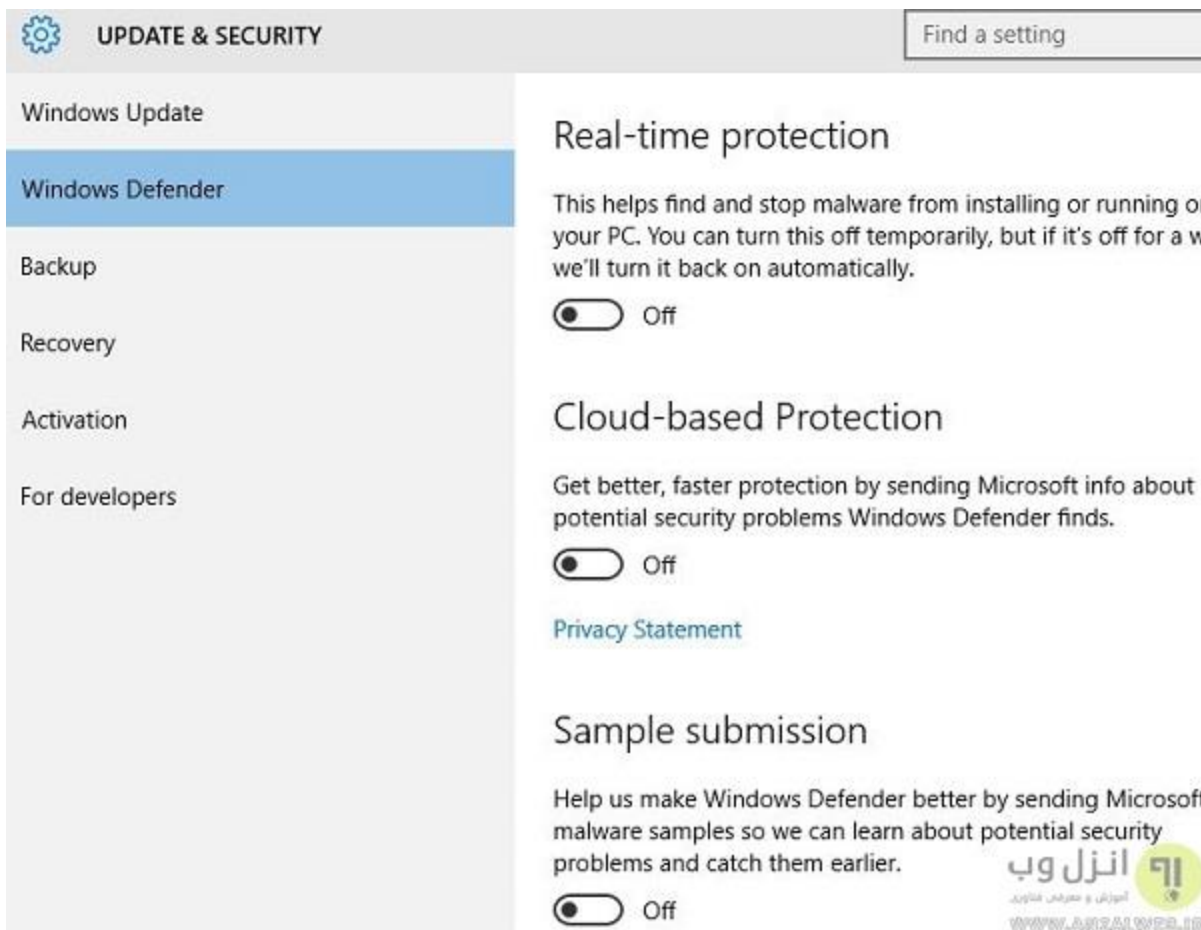 UPDATE & SECURITY
Find a setting
Windows Update
Windows Defender
Backup
Recovery
Activation
For developers
Real-time protection
This helps find and stop malware from installing or running
your PC. You can turn this off temporarily, but if it's off for a
we'll turn it back on automatically.
Off
Cloud-based Protection
Get better, faster protection by sending Microsoft info about
potential security problems Windows Defender finds.
Off
Privacy Statement
Sample submission
Help us make Windows Defender better by sending Microsoft
malware samples so we can learn about potential security
problems and catch them earlier.
Off
انزل وب
آموزش و معرفی فناوری